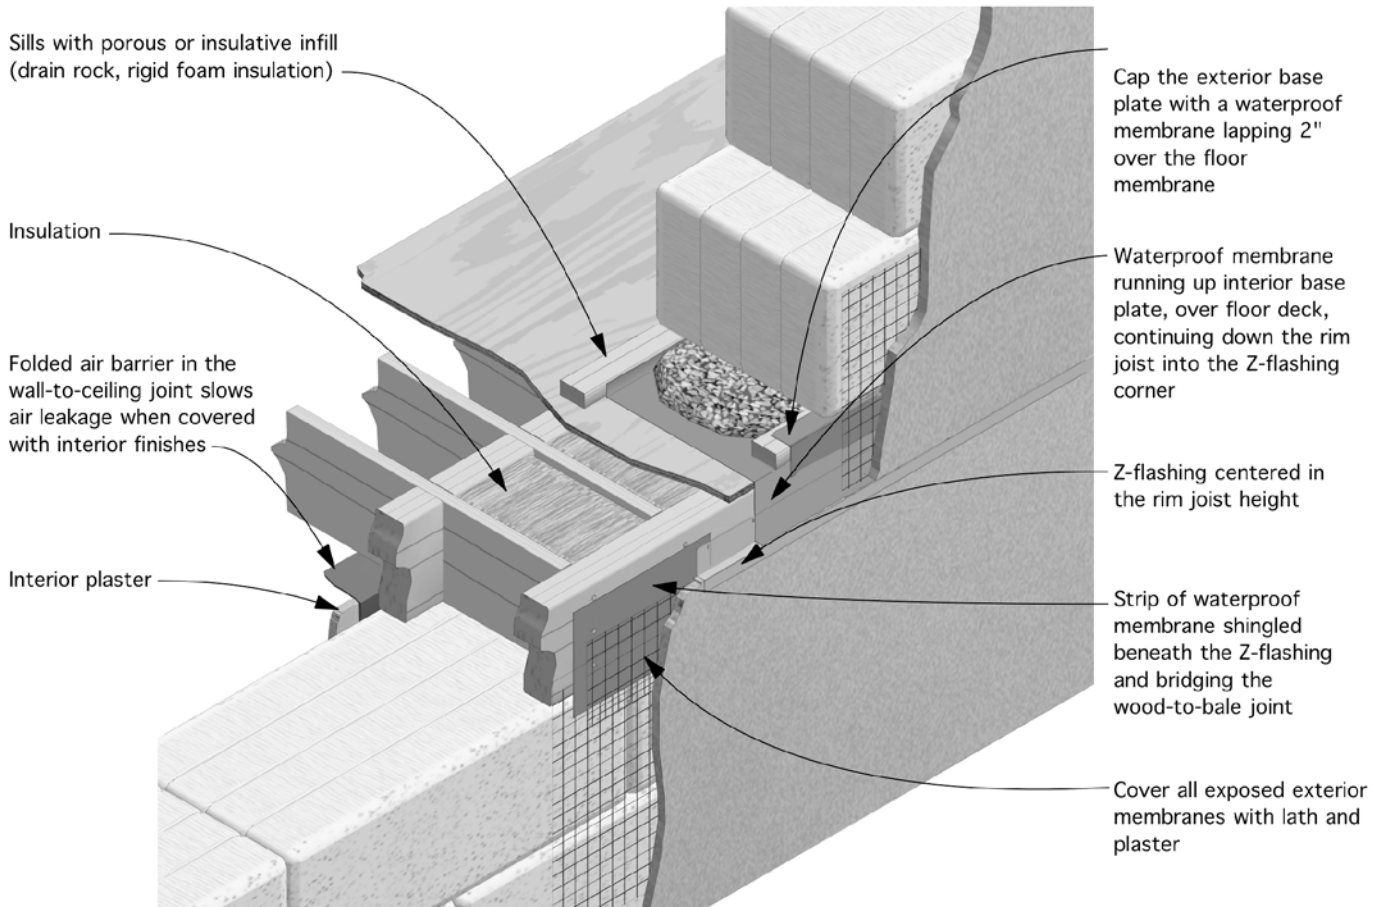 Sills with porous or insulative infill
(drain rock, rigid foam insulation)
Insulation
Folded air barrier in the
wall-to-ceiling joint slows
air leakage when covered
with interior finishes
Interior plaster
Cap the exterior base
plate with a waterproof
membrane lapping 2"
over the floor
membrane
Waterproof membrane
running up interior base
plate, over floor deck,
continuing down the rim
joist into the Z-flashing
corner
Z-flashing centered in
the rim joist height
Strip of waterproof
membrane shingled
beneath the Z-flashing
and bridging the
wood-to-bale joint
Cover all exposed exterior
membranes with lath and
plaster